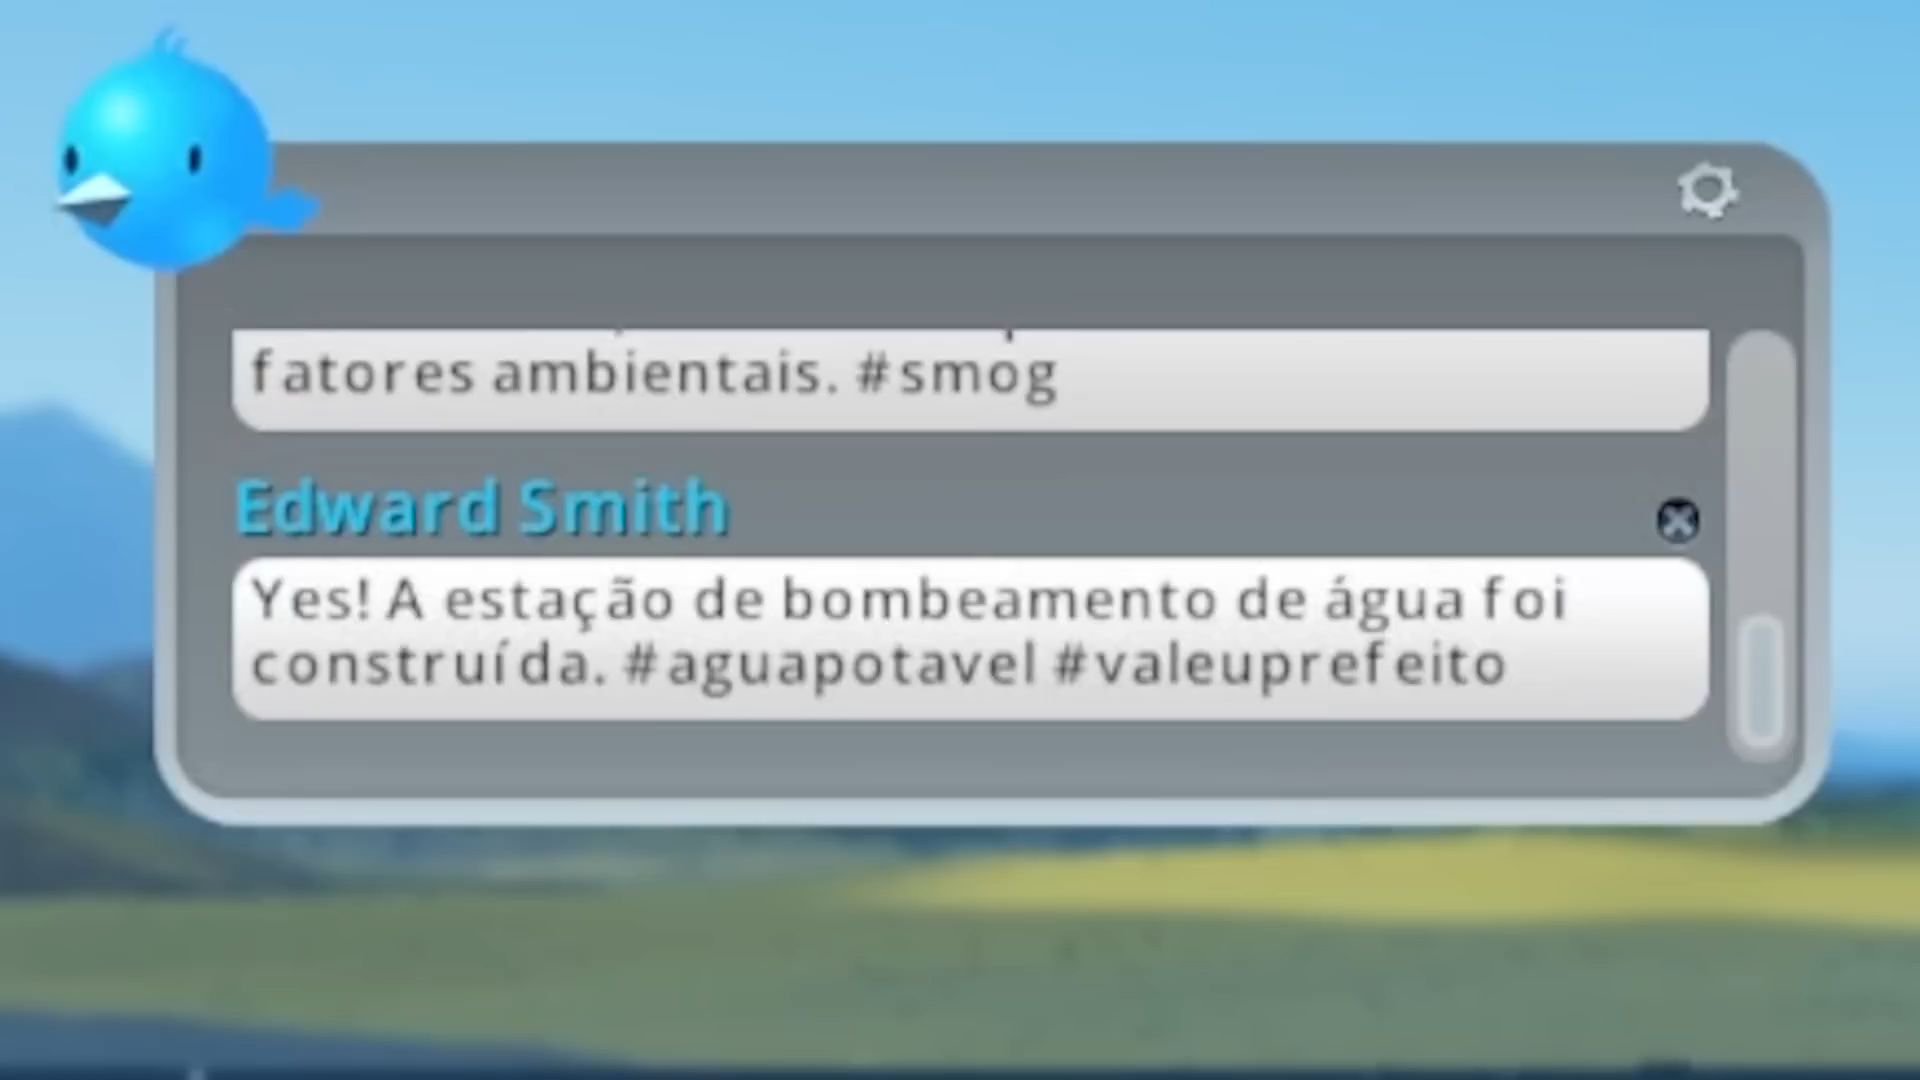 fatores ambientais. #smog
Edward Smith
Yes! A estação de bombeamento de água foi
construída. #aguapotavel #valeuprefeito